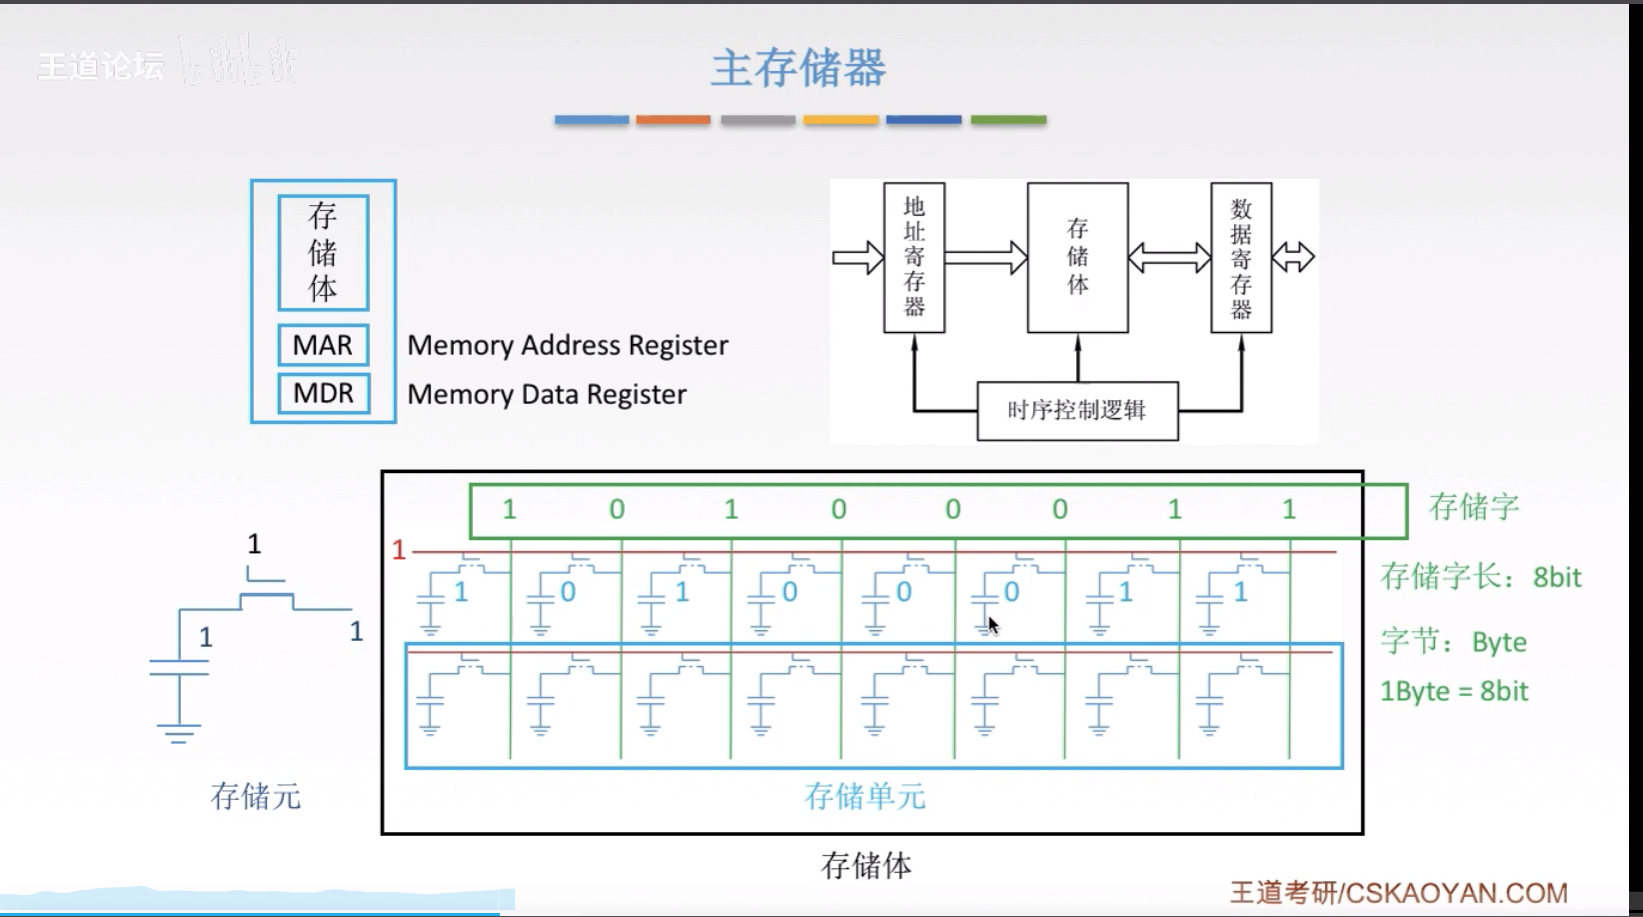 王道论坛 bilibili
主存储器
存
储
体
MAR
Memory Address Register
MDR
Memory Data Register
地
址
寄
存
器
存
储
体
数
据
寄
存
器
时序控制逻辑
1 0 1 0 0 0 1 1
存储字
1
1
1
1
1 0 1 0 0 0 1 1
存储字长：8bit
字节：Byte
1Byte = 8bit
存储元
存储单元
存储体
王道考研/CSKAOYAN.COM